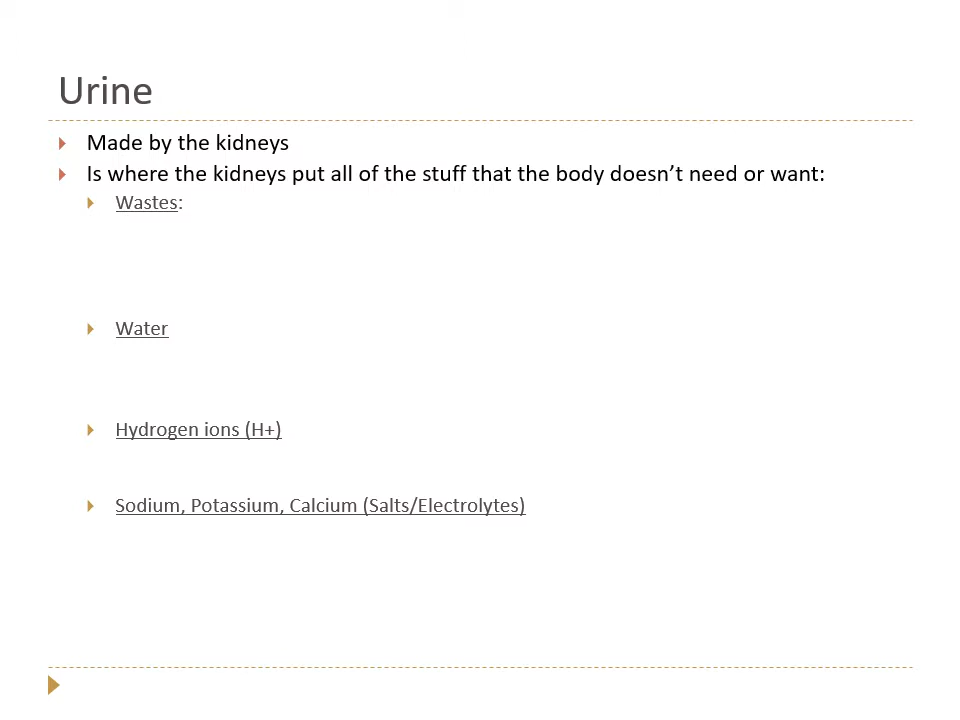 Urine
Made by the kidneys
Is where the kidneys put all of the stuff that the body doesn’t need or want:
Wastes:
Water
Hydrogen ions (H+)
Sodium, Potassium, Calcium (Salts/Electrolytes)